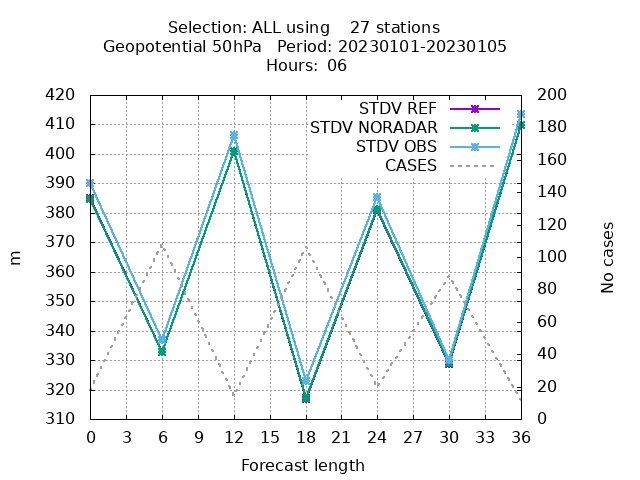 Selection: ALL using    27 stations
Geopotential 50hPa   Period: 20230101-20230105
Hours: 06
STDV REF
STDV NORADAR
STDV OBS
CASES
420
410
400
390
380
370
360
350
340
330
320
310
m
200
180
160
140
120
100
80
60
40
20
0
No cases
0 3 6 9 12 15 18 21 24 27 30 33 36
Forecast length